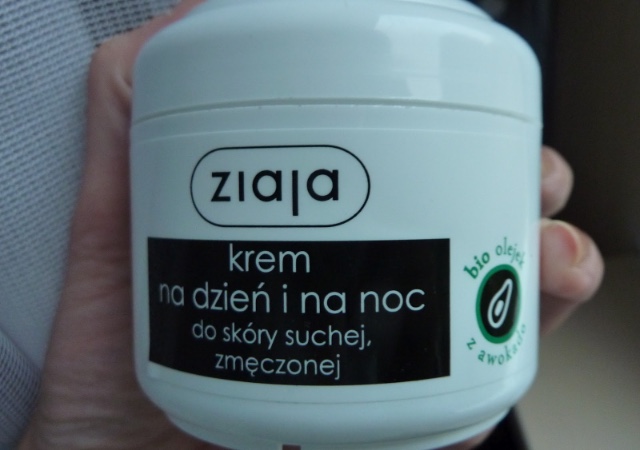 ziaja
krem
na dzień i na noc
do skóry suchej,
zmęczonej
bio olejek
z awokado